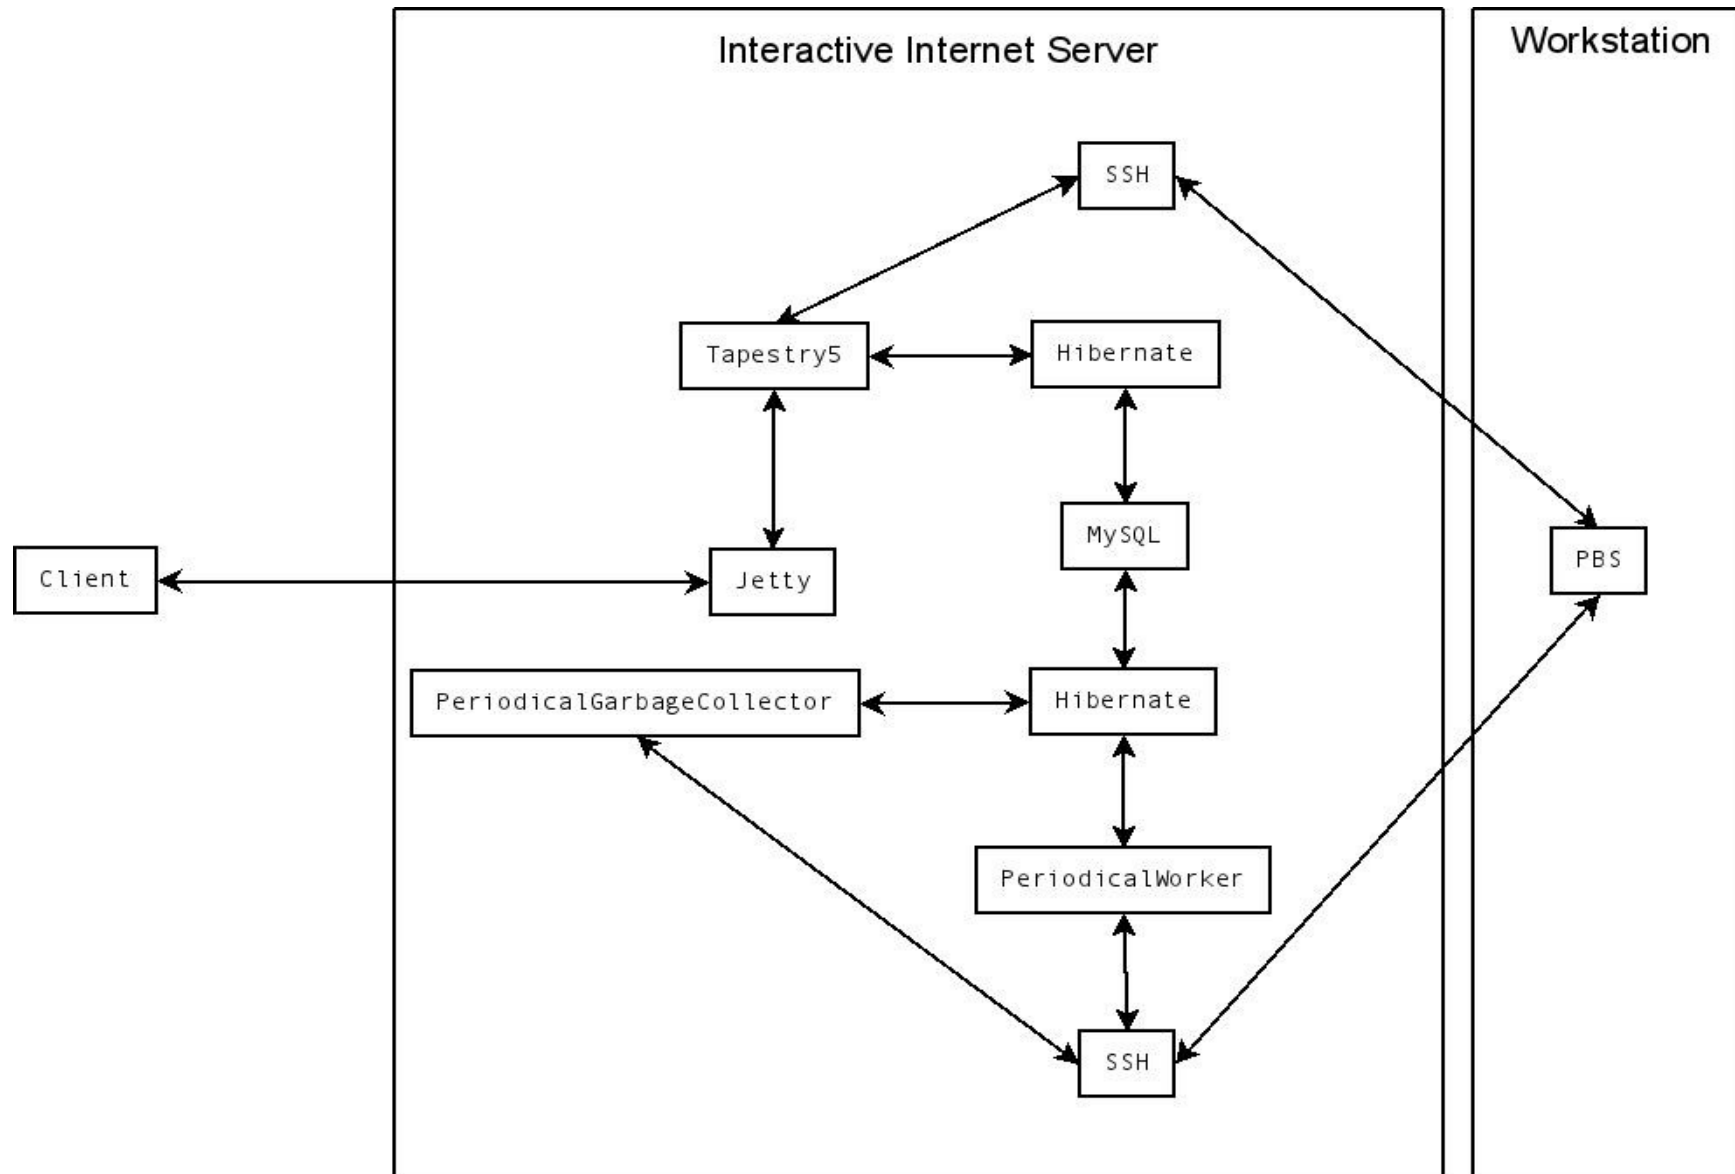 Interactive Internet Server
Workstation
SSH
Tapestry5
Hibernate
MySQL
PBS
Client
Jetty
PeriodicalGarbageCollector
Hibernate
PeriodicalWorker
SSH